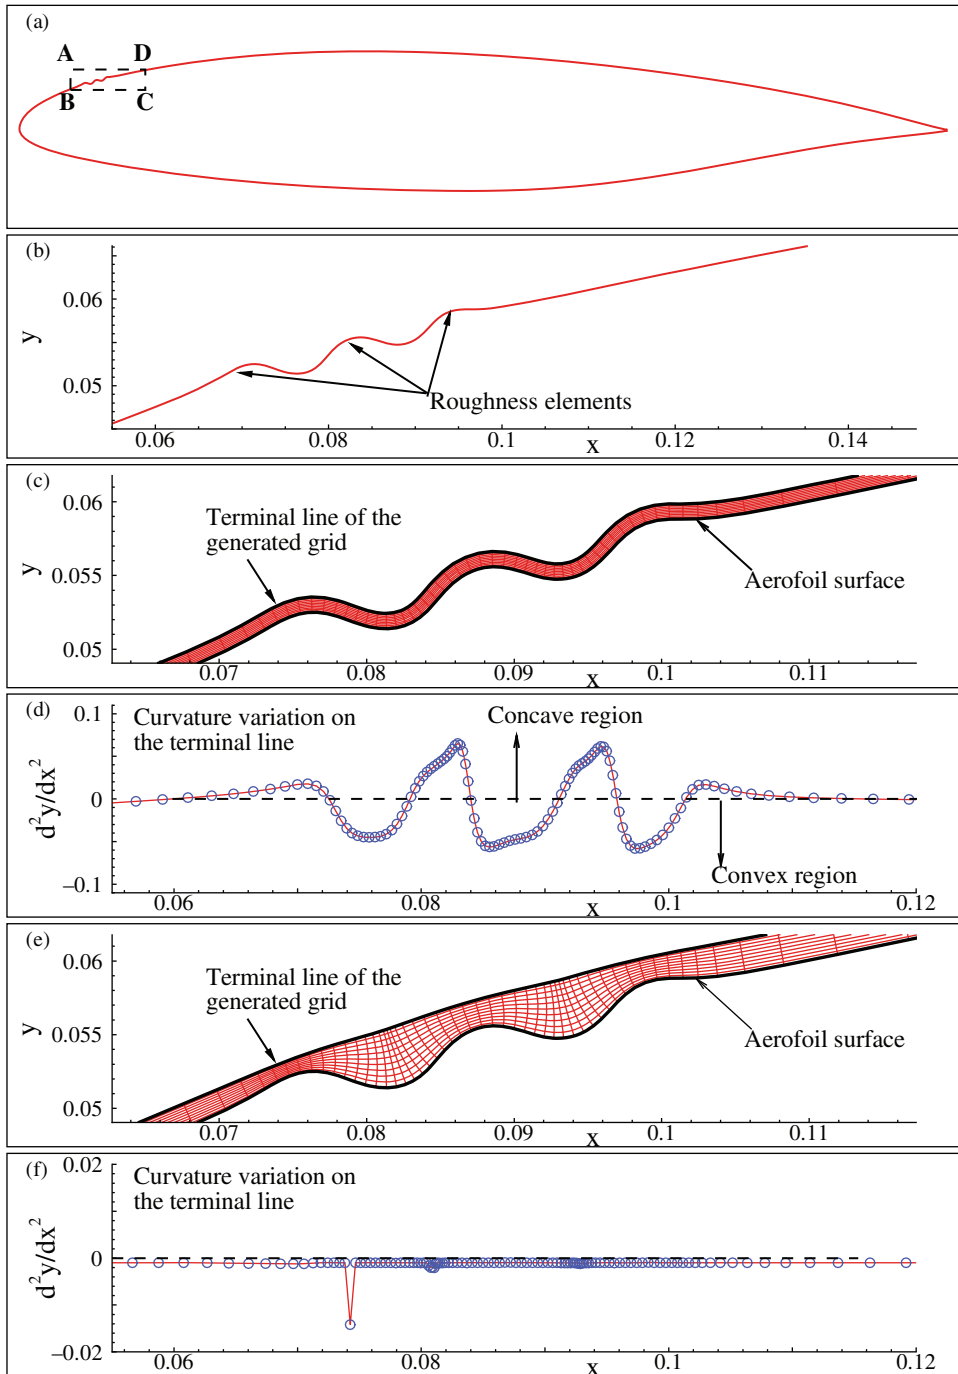 (a)
A
D
B
C
(b)
0.06
y
0.05
Roughness elements
0.06
0.08
0.1
0.12
0.14
x
(c)
0.06
Terminal line of the
generated grid
y
0.055
Aerofoil surface
0.05
0.07
0.08
0.09
0.1
0.11
x
(d)
0.1
Curvature variation on
the terminal line
Concave region
d²y/dx²
0
Convex region
−0.1
0.06
0.08
0.1
0.12
x
(e)
0.06
Terminal line of the
generated grid
y
0.055
Aerofoil surface
0.05
0.07
0.08
0.09
0.1
0.11
x
(f)
0.02
Curvature variation on
the terminal line
d²y/dx²
0
−0.02
0.06
0.08
0.1
0.12
x